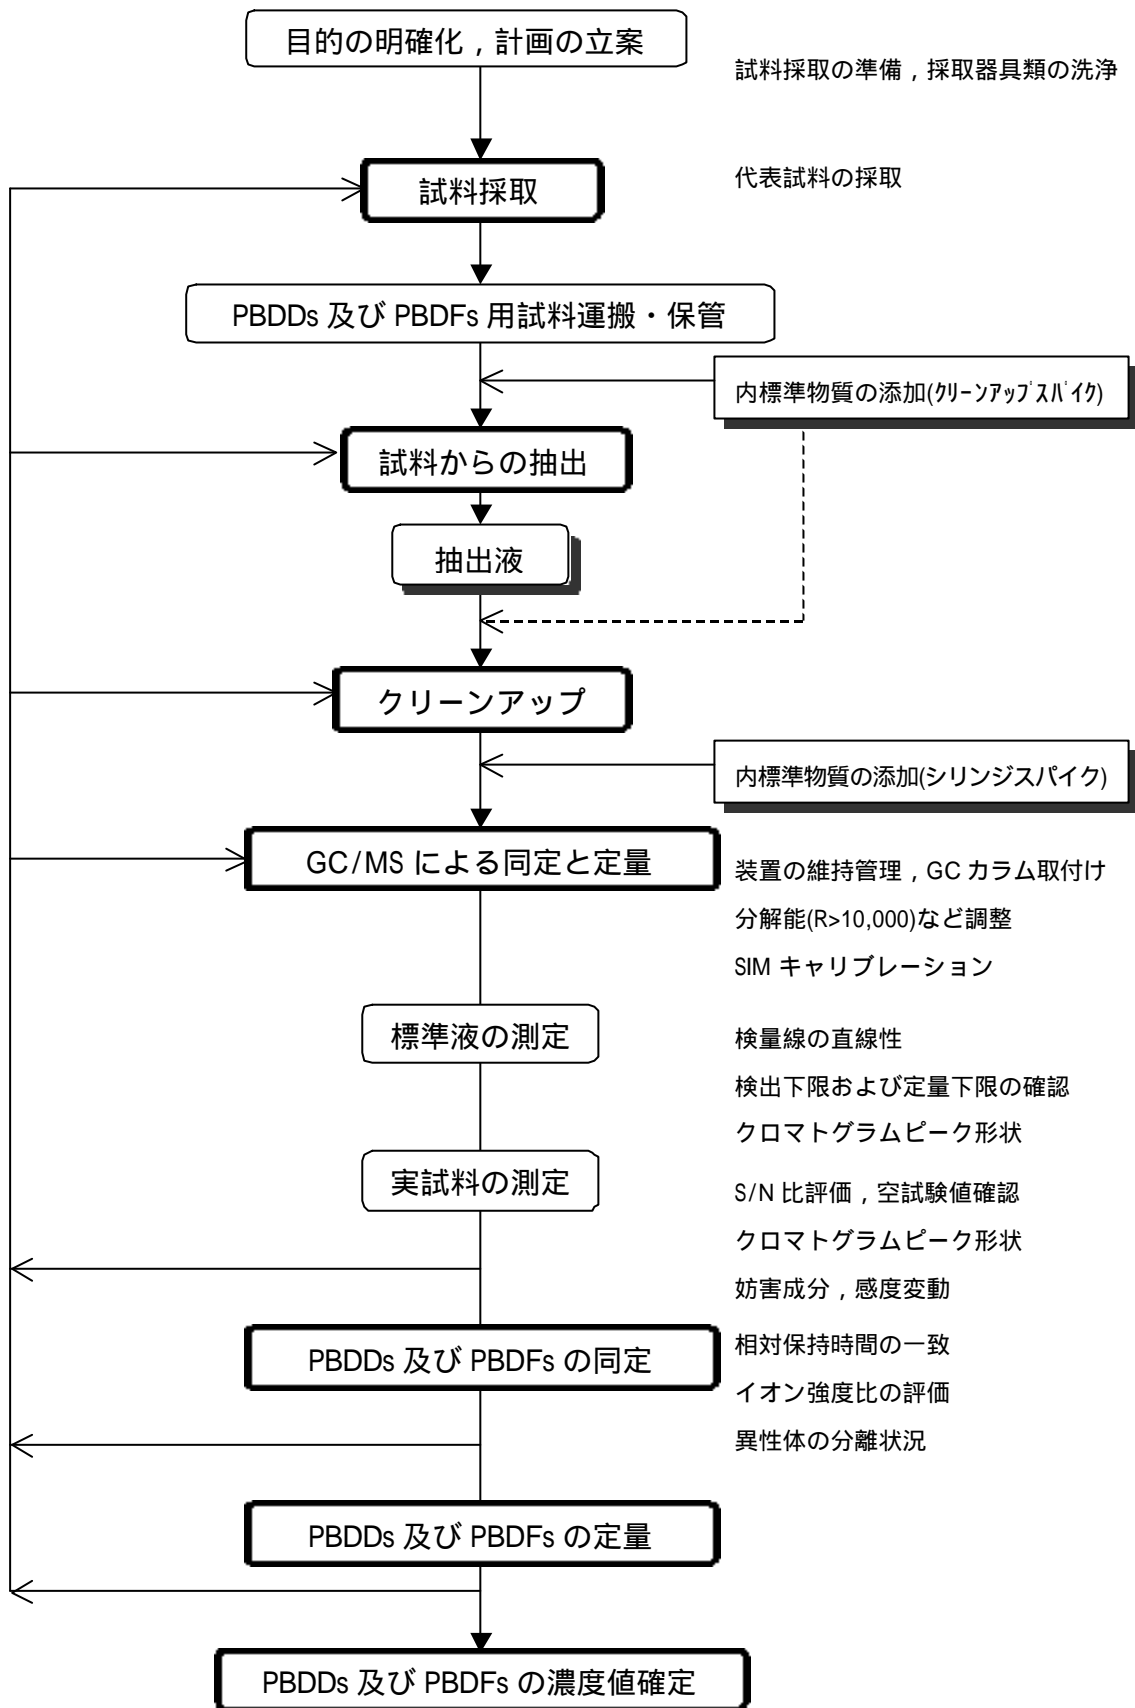 目的の明確化，計画の立案
試料採取の準備，採取器具類の洗浄
試料採取
代表試料の採取
PBDDs 及び PBDFs 用試料運搬・保管
内標準物質の添加(ｸﾘｰﾝｱｯﾌﾟｽﾊﾟｲｸ)
試料からの抽出
抽出液
クリーンアップ
内標準物質の添加(シリンジスパイク)
GC/MS による同定と定量
装置の維持管理，GC カラム取付け
分解能(R>10,000)など調整
SIM キャリブレーション
標準液の測定
検量線の直線性
検出下限および定量下限の確認
クロマトグラムピーク形状
実試料の測定
S/N 比評価，空試験値確認
クロマトグラムピーク形状
妨害成分，感度変動
PBDDs 及び PBDFs の同定
相対保持時間の一致
イオン強度比の評価
異性体の分離状況
PBDDs 及び PBDFs の定量
PBDDs 及び PBDFs の濃度値確定